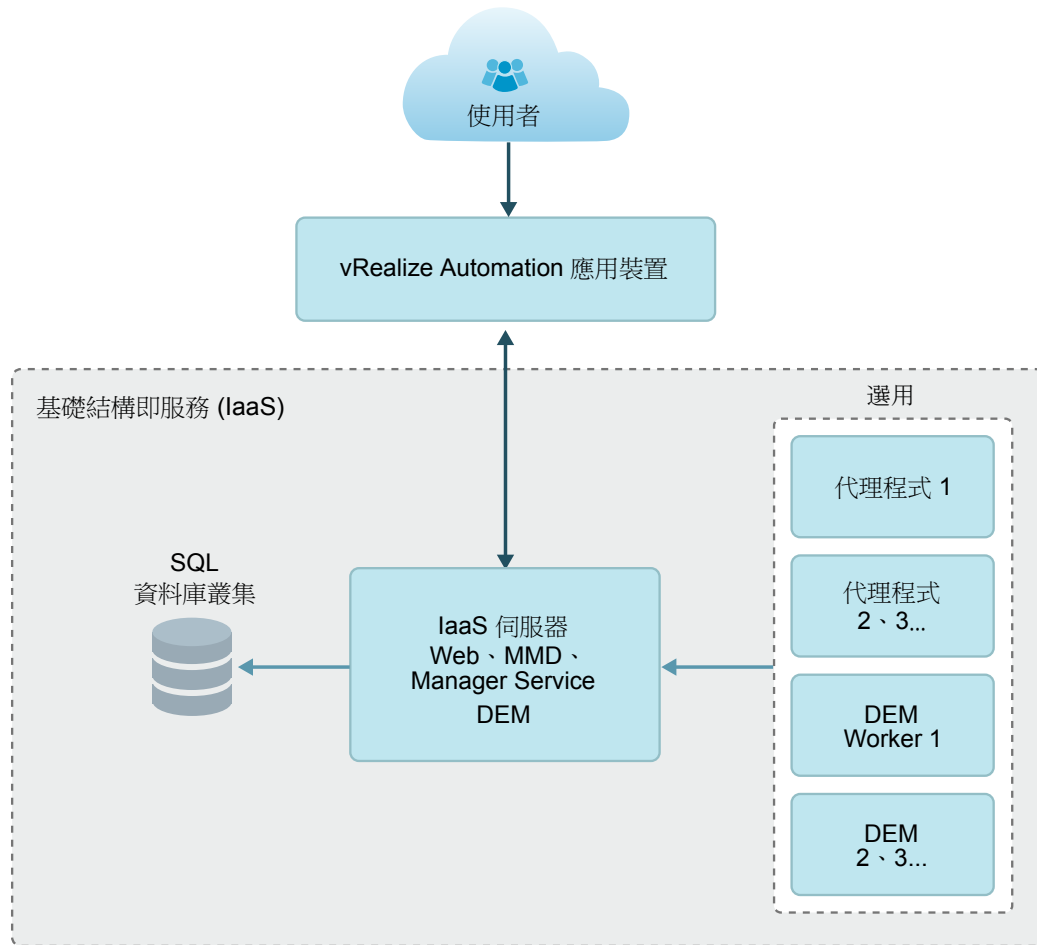 使用者
vRealize Automation 應用裝置
基礎結構即服務 (IaaS)
選用
代理程式 1
代理程式
2、3...
DEM
Worker 1
DEM
2、3...
SQL
資料庫叢集
IaaS 伺服器
Web、MMD、
Manager Service
DEM